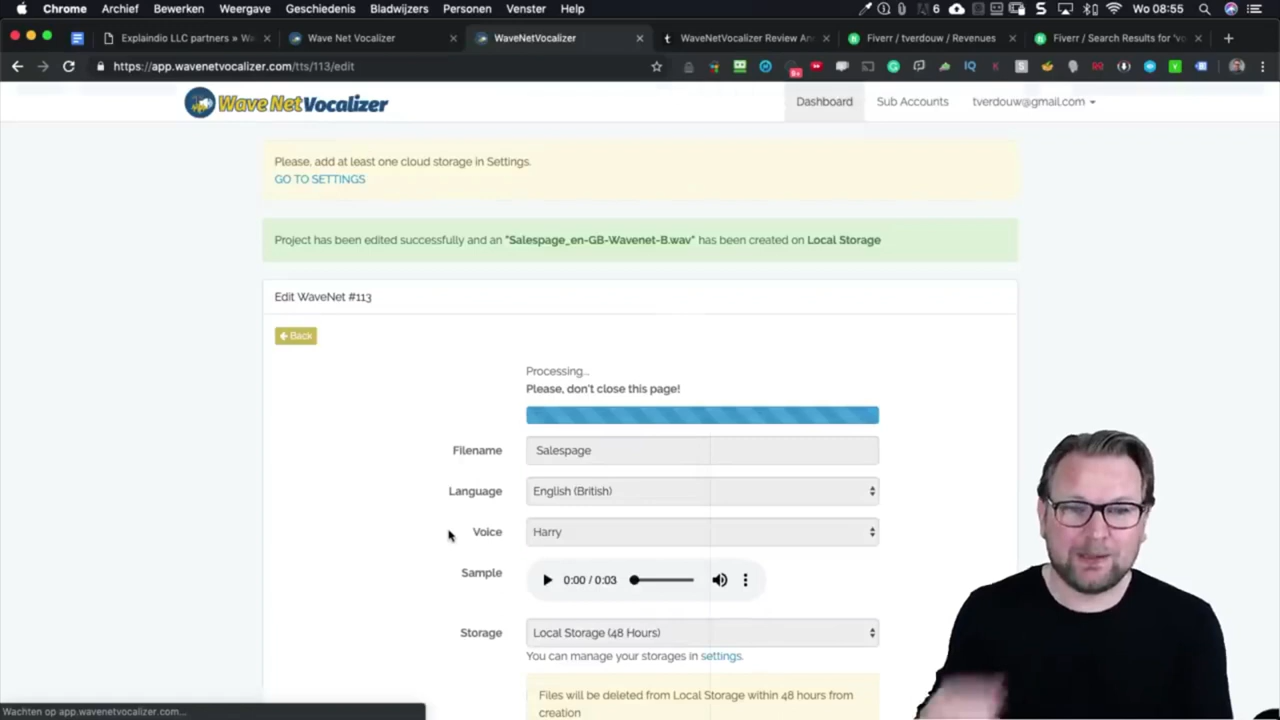 Chrome Archief Bewerken Weergave Geschiedenis Bladwijzers Personen Venster Help 6 Wo 08:55
Explaindio LLC partners » We Wave Net Vocalizer WaveNetVocalizer WaveNetVocalizer Review An Fiverr / tverdouw / Revenues Fiverr / Search Results for 'vo
https://app.wavenetvocalizer.com/tts/113/edit
Wave Net Vocalizer Dashboard Sub Accounts tverdouw@gmail.com
Please, add at least one cloud storage in Settings.
GO TO SETTINGS
Project has been edited successfully and an "Salespage_en-GB-Wavenet-B.wav" has been created on Local Storage
Edit WaveNet #113
Back
Processing...
Please, don't close this page!
Filename Salespage
Language English (British)
Voice Harry
Sample 0:00 / 0:03
Storage Local Storage (48 Hours)
You can manage your storages in settings.
Files will be deleted from Local Storage within 48 hours from
creation
Wachten op app.wavenetvocalizer.com...